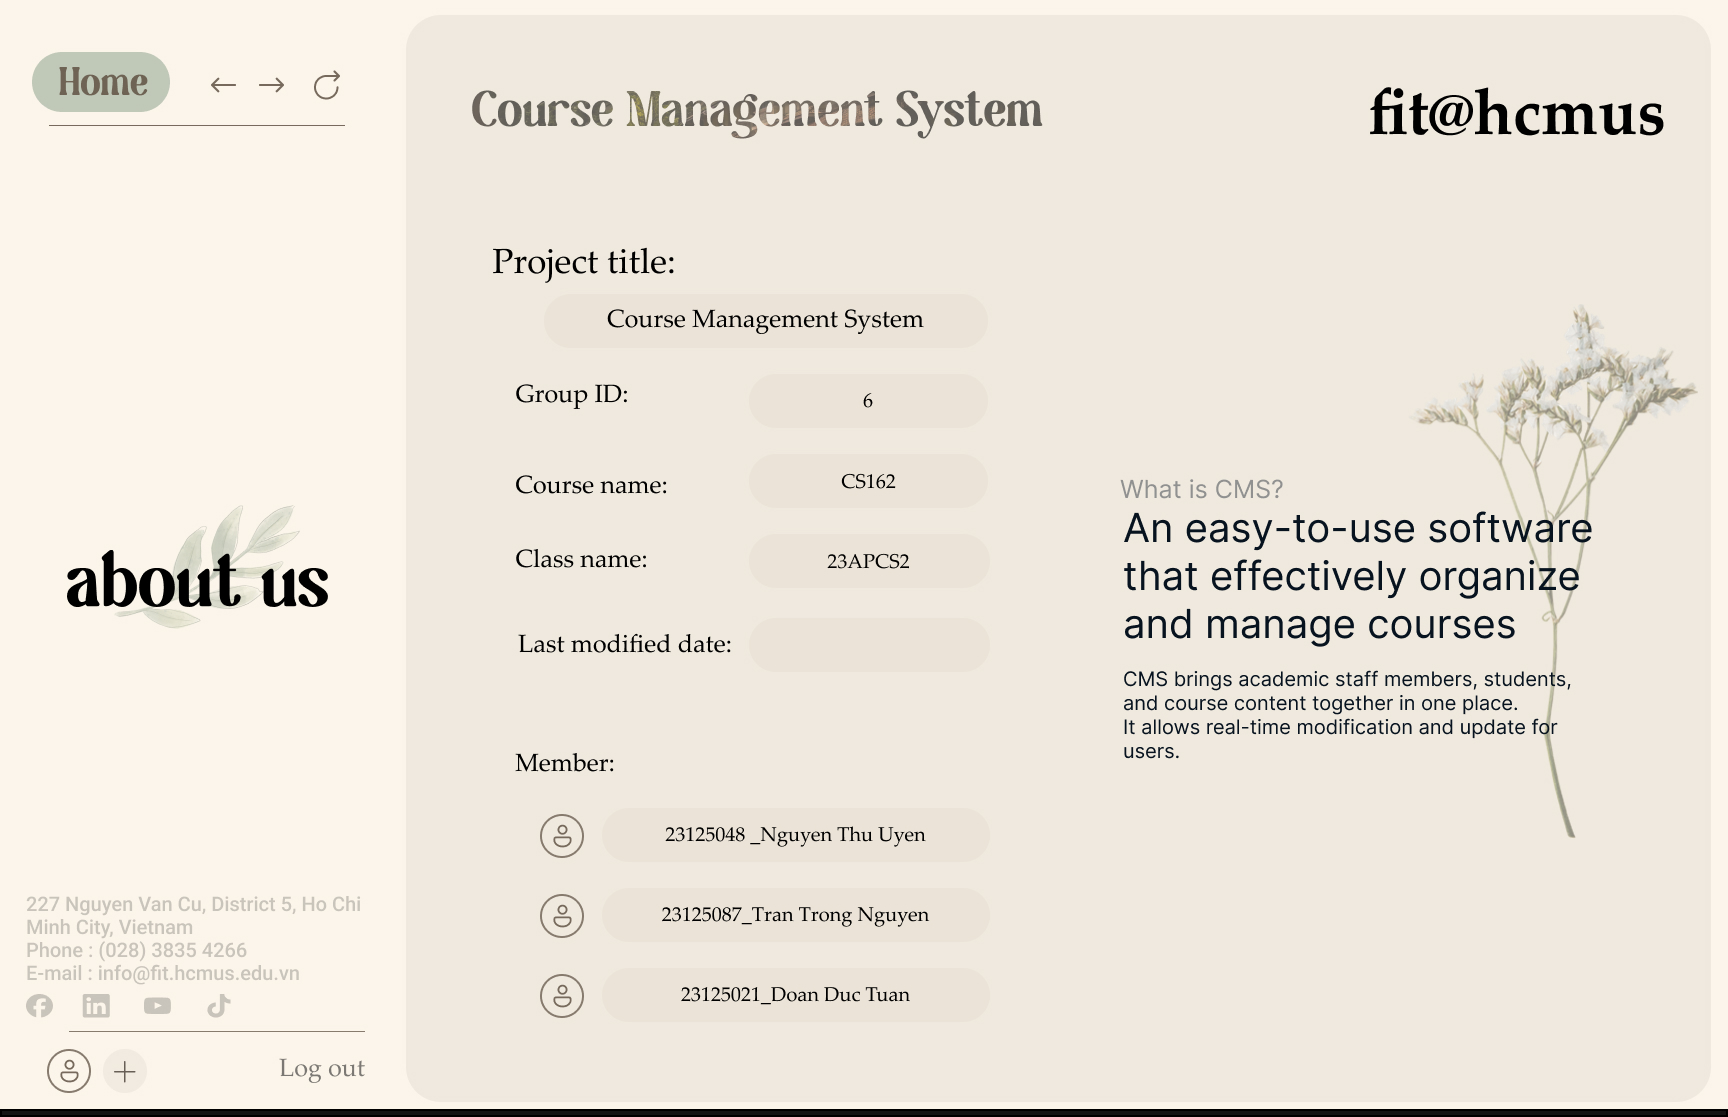 Home
Course Management System
fit@hcmus
Project title:
Course Management System
Group ID:
6
Course name:
CS162
Class name:
23APCS2
Last modified date:
Member:
23125048 _Nguyen Thu Uyen
23125087_Tran Trong Nguyen
23125021_Doan Duc Tuan
What is CMS?
An easy-to-use software
that effectively organize
and manage courses
CMS brings academic staff members, students,
and course content together in one place.
It allows real-time modification and update for
users.
about us
227 Nguyen Van Cu, District 5, Ho Chi
Minh City, Vietnam
Phone : (028) 3835 4266
E-mail : info@fit.hcmus.edu.vn
Log out